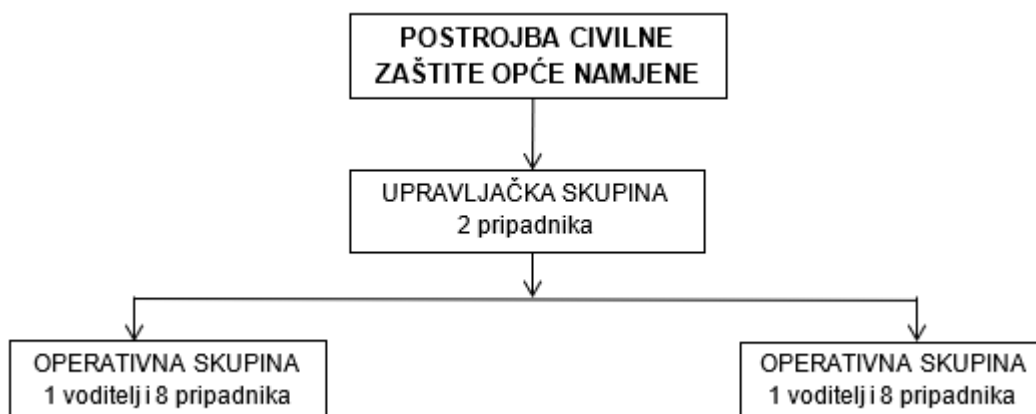 POSTROJBA CIVILNE
ZAŠTITE OPĆE NAMJENE
UPRAVLJAČKA SKUPINA
2 pripadnika
OPERATIVNA SKUPINA
1 voditelj i 8 pripadnika
OPERATIVNA SKUPINA
1 voditelj i 8 pripadnika